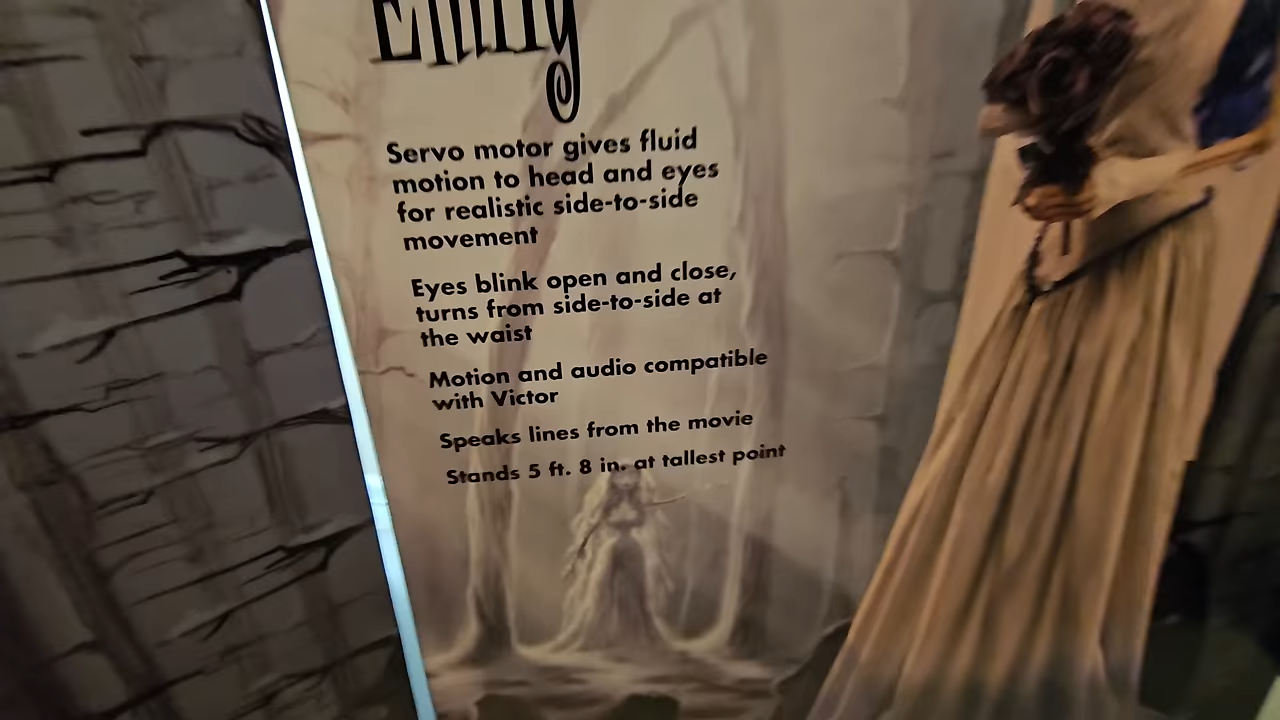 Emily
Servo motor gives fluid
motion to head and eyes
for realistic side-to-side
movement
Eyes blink open and close,
turns from side-to-side at
the waist
Motion and audio compatible
with Victor
Speaks lines from the movie
Stands 5 ft. 8 in. at tallest point